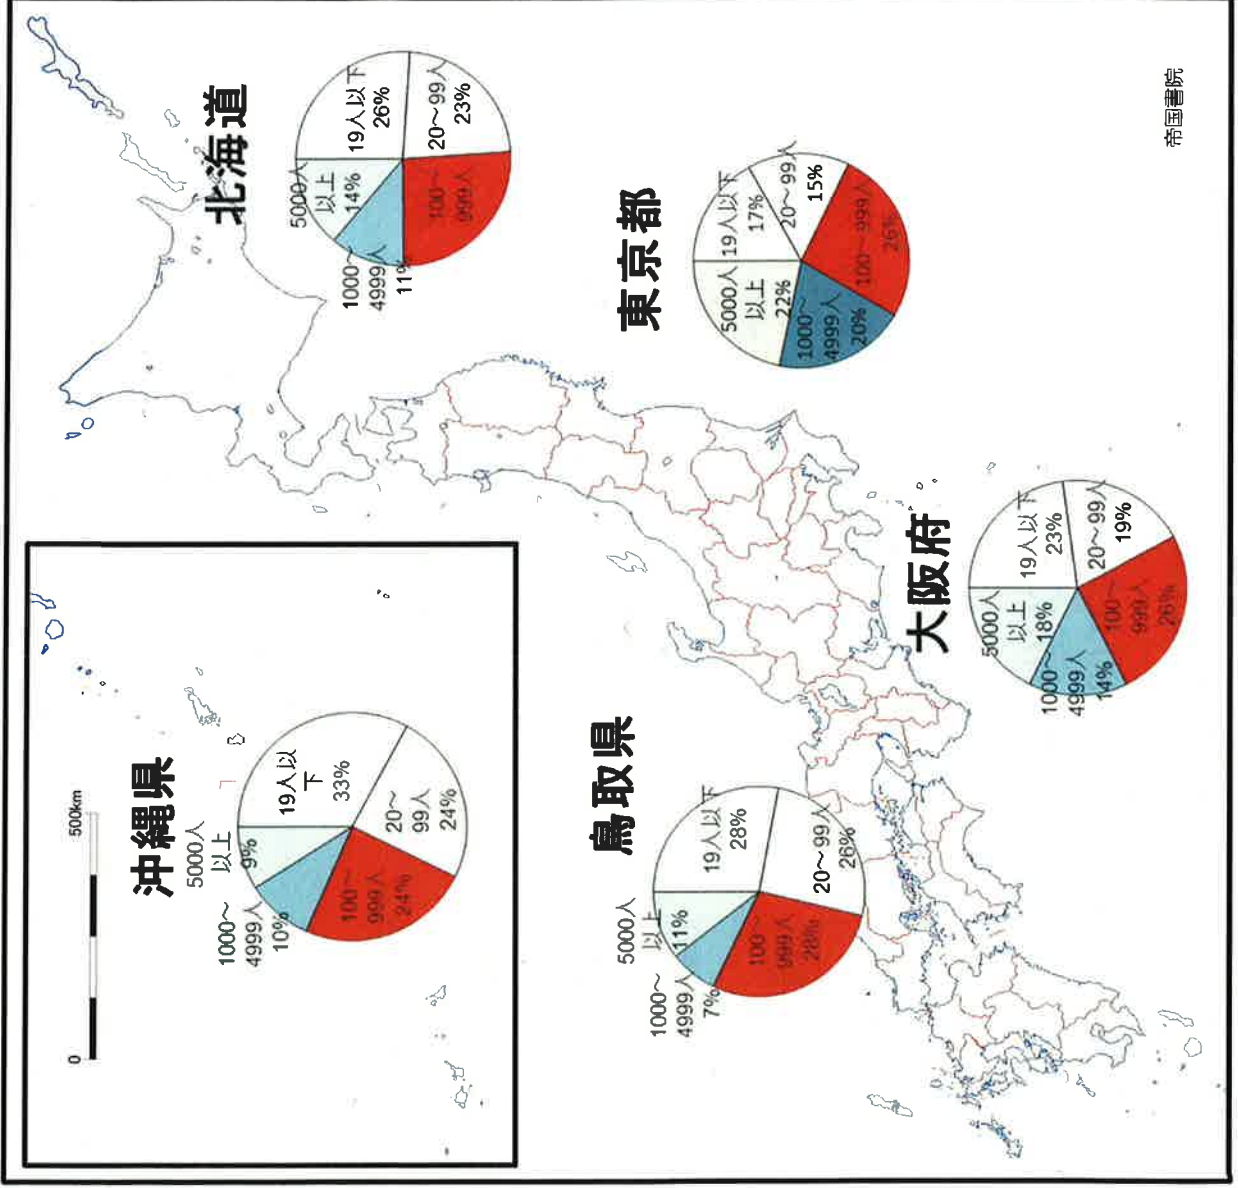 0
500km
沖縄県
5000人
以上
9%
19人以
下
33%
1000～
4999人
10%
100～
999人
24%
20～
99人
24%
北海道
5000人
以上
14%
19人以下
26%
1000～
4999人
11%
100～
999人
20～99人
23%
鳥取県
5000人
以上
11%
19人以下
28%
1000～
4999人
7%
100～
999人
28%
20～99人
26%
東京都
5000人
以上
22%
19人以下
17%
20～99人
15%
1000～
4999人
20%
100～999人
26%
大阪府
5000人
以上
18%
19人以下
23%
1000～
4999人
14%
100～
999人
26%
20～99人
19%
帝国書院